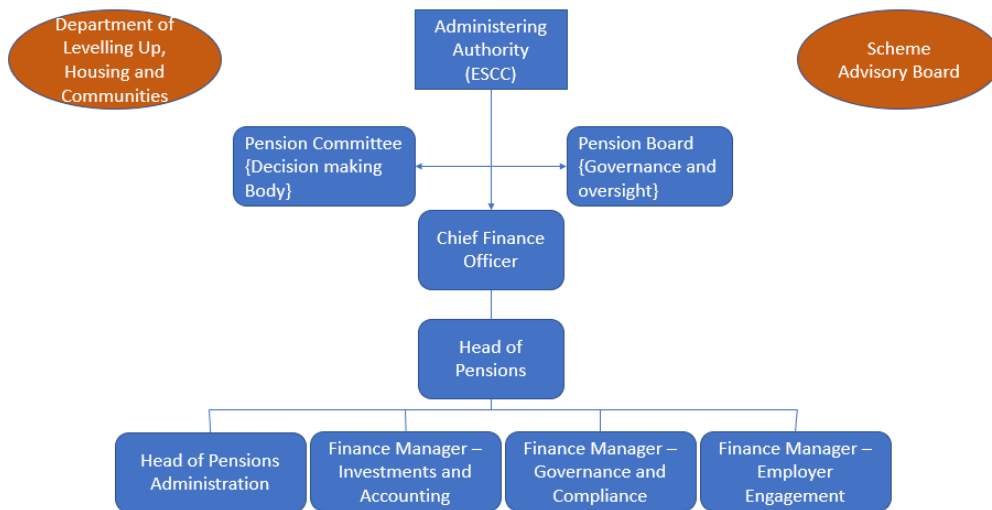 Department of
Levelling Up,
Housing and
Communities
Administering
Authority
(ESCC)
Scheme
Advisory Board
Pension Committee
{Decision making
Body}
Pension Board
{Governance and
oversight}
Chief Finance
Officer
Head of
Pensions
Head of Pensions
Administration
Finance Manager –
Investments and
Accounting
Finance Manager –
Governance and
Compliance
Finance Manager –
Employer
Engagement